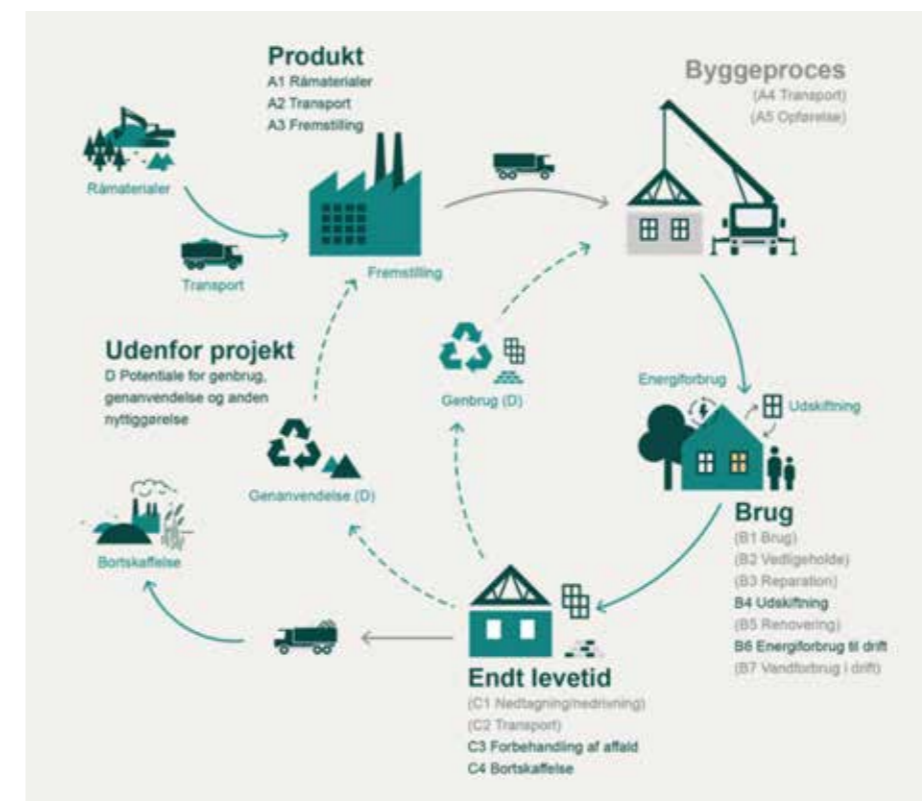 Produkt
A1 Råmaterialer
A2 Transport
A3 Fremstilling
Byggeproces
(A4 Transport)
(A5 Opførelse)
Råmaterialer
Transport
Fremstilling
Udenfor projekt
D Potentiale for genbrug,
genanvendelse og anden
nyttiggørelse
Genbrug (D)
Energiforbrug
Udskiftning
Genanvendelse (D)
Bortskaffelse
Brug
(B1 Brug)
(B2 Vedligeholde)
(B3 Reparation)
B4 Udskiftning
(B5 Renovering)
B6 Energiforbrug til drift
(B7 Vandforbrug i drift)
Endt levetid
(C1 Nedtagning/nedrivning)
(C2 Transport)
C3 Forbehandling af affald
C4 Bortskaffelse